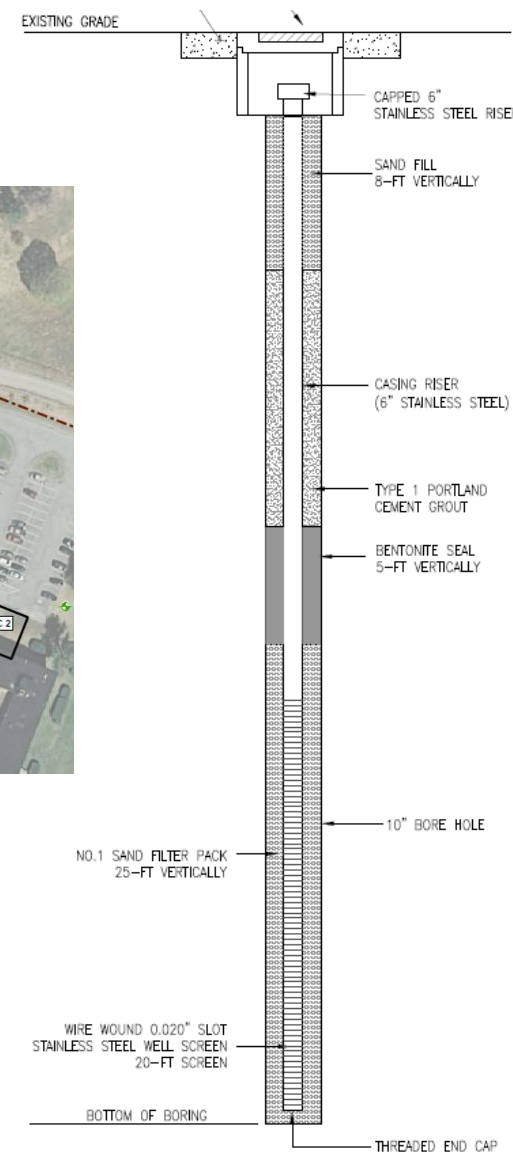 EXISTING GRADE
CAPPED 6"
STAINLESS STEEL
SAND FILL
8-FT VERTICALLY
CASING RISER
(6" STAINLESS STEEL)
TYPE 1 PORTLAND
CEMENT GROUT
BENTONITE SEAL
5-FT VERTICALLY
10" BORE HOLE
NO.1 SAND FILTER PACK
25-FT VERTICALLY
WIRE WOUND 0.020" SLOT
STAINLESS STEEL WELL SCREEN
20-FT SCREEN
BOTTOM OF BORING
THREADED END CAP